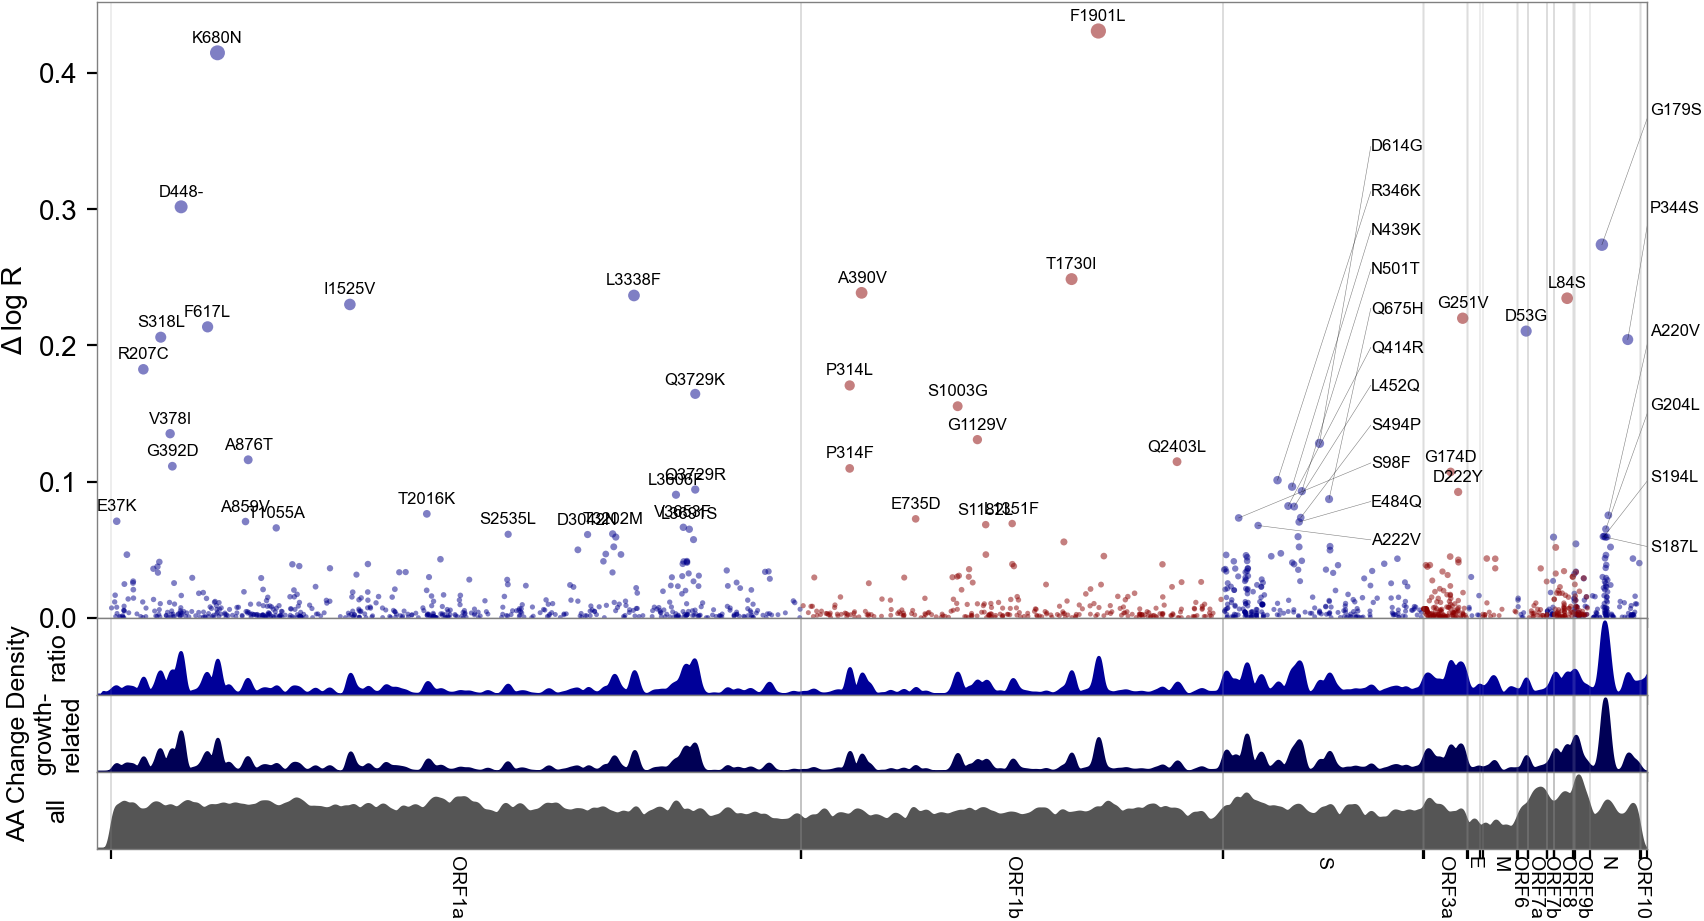 F1901L
K680N
0.4
G179S
D614G
D448-
R346K
0.3
P344S
N439K
T1730I
N501T
A390V
L3338F
I1525V
L84S
G251V
F617L
S318L
D53G
Q675H
A220V
0.2
R207C
Q414R
P314L
Q3729K
L452Q
S1003G
G204L
V378I
G1129V
S494P
A876T
Q2403L
G392D
P314F
G174D
S98F
Q3729R
D222Y
S194L
L3606F
0.1
T2016K
E484Q
E37K
A859V
E735D
T1055A
L3351F
V3653F
S2535L
T3202M
A222V
S187L
0.0
Δ log R
AA Change Density
ratio
growth-
related
all
ORF1a
ORF1b
S
ORF3a
E
M
ORF6
ORF7a
ORF7b
ORF8
ORF9b
N
ORF10